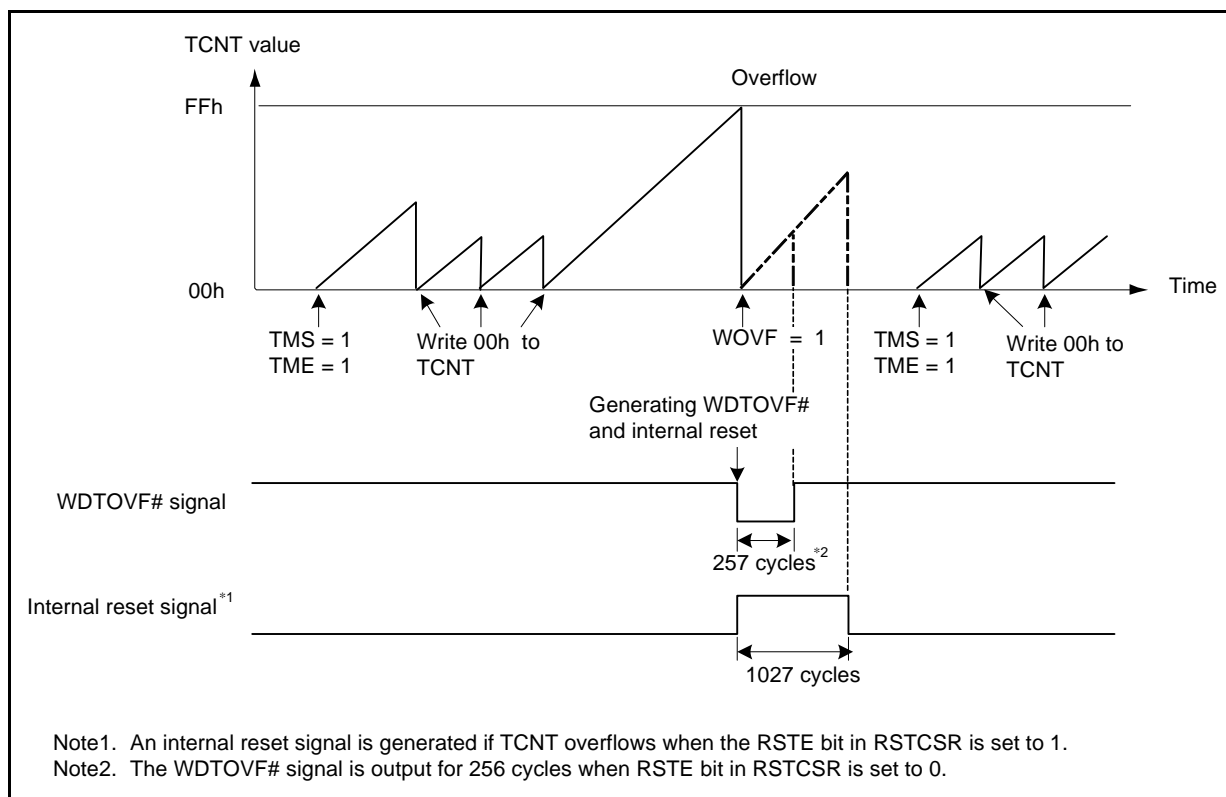 TCNT value
Overflow
FFh
00h
Time
TMS = 1
TME = 1
Write 00h to
TCNT
WOVF = 1
TMS = 1
TME = 1
Write 00h to
TCNT
Generating WDTOVF#
and internal reset
WDTOVF# signal
257 cycles*2
Internal reset signal*1
1027 cycles
Note1. An internal reset signal is generated if TCNT overflows when the RSTE bit in RSTCSR is set to 1.
Note2. The WDTOVF# signal is output for 256 cycles when RSTE bit in RSTCSR is set to 0.